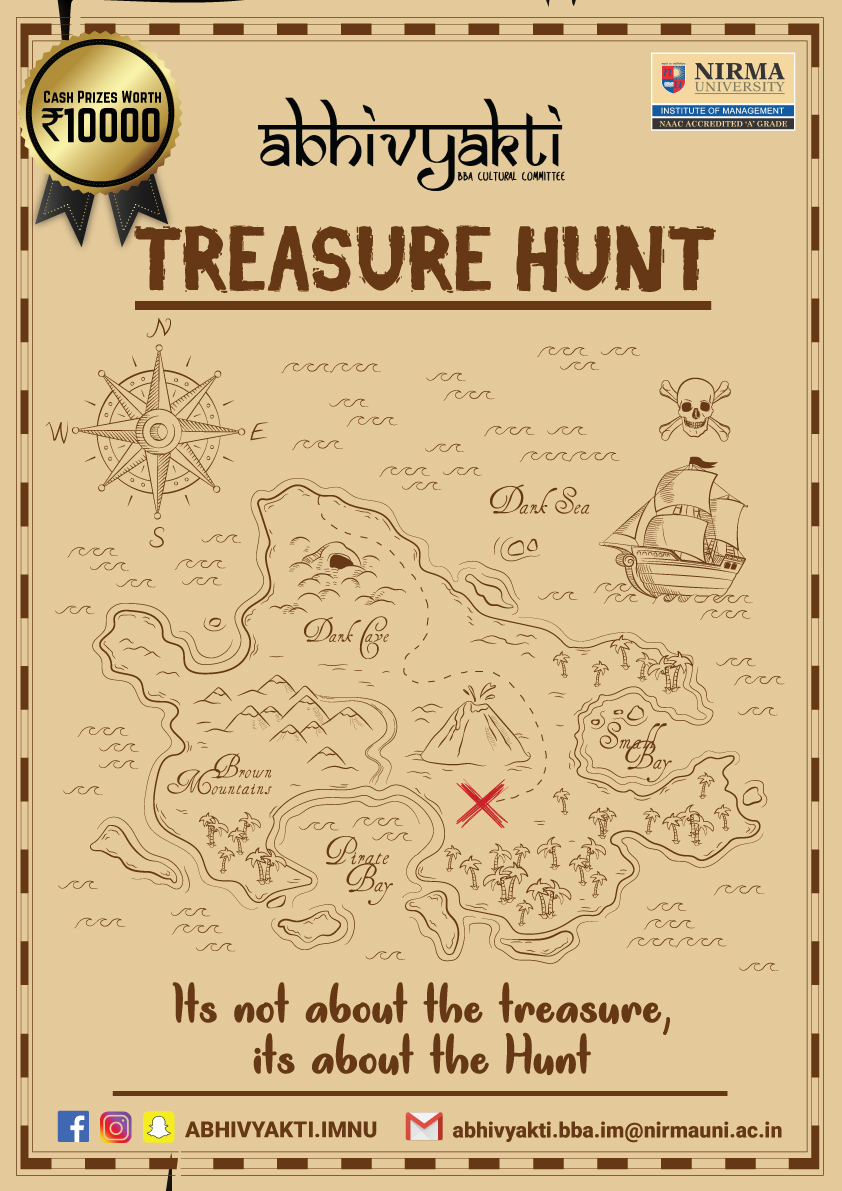 CASH PRIZES WORTH
₹10000
NIRMA
UNIVERSITY
INSTITUTE OF MANAGEMENT
NAAC ACCREDITED 'A' GRADE
abhivyakti
BBA CULTURAL COMMITTEE
TREASURE HUNT
N
W E
S
Dark Sea
Dark Cave
Small
Bay
Brown
Mountains
Pirate
Bay
Its not about the treasure,
its about the Hunt
ABHIVYAKTI.IMNU abhivyakti.bba.im@nirmauni.ac.in